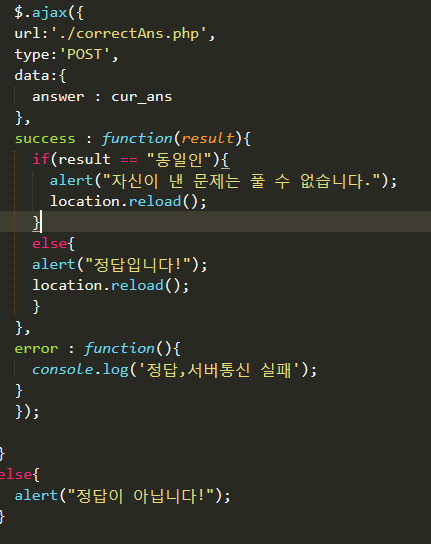 $.ajax({
url:'./correctAns.php',
type:'POST',
data:{
answer : cur_ans
},
success : function(result){
if(result == "동일인"){
alert("자신이 낸 문제는 풀 수 없습니다.");
location.reload();
}
else{
alert("정답입니다!");
location.reload();
}
},
error : function(){
console.log('정답,서버통신 실패');
}
});
}
else{
alert("정답이 아닙니다!");
}